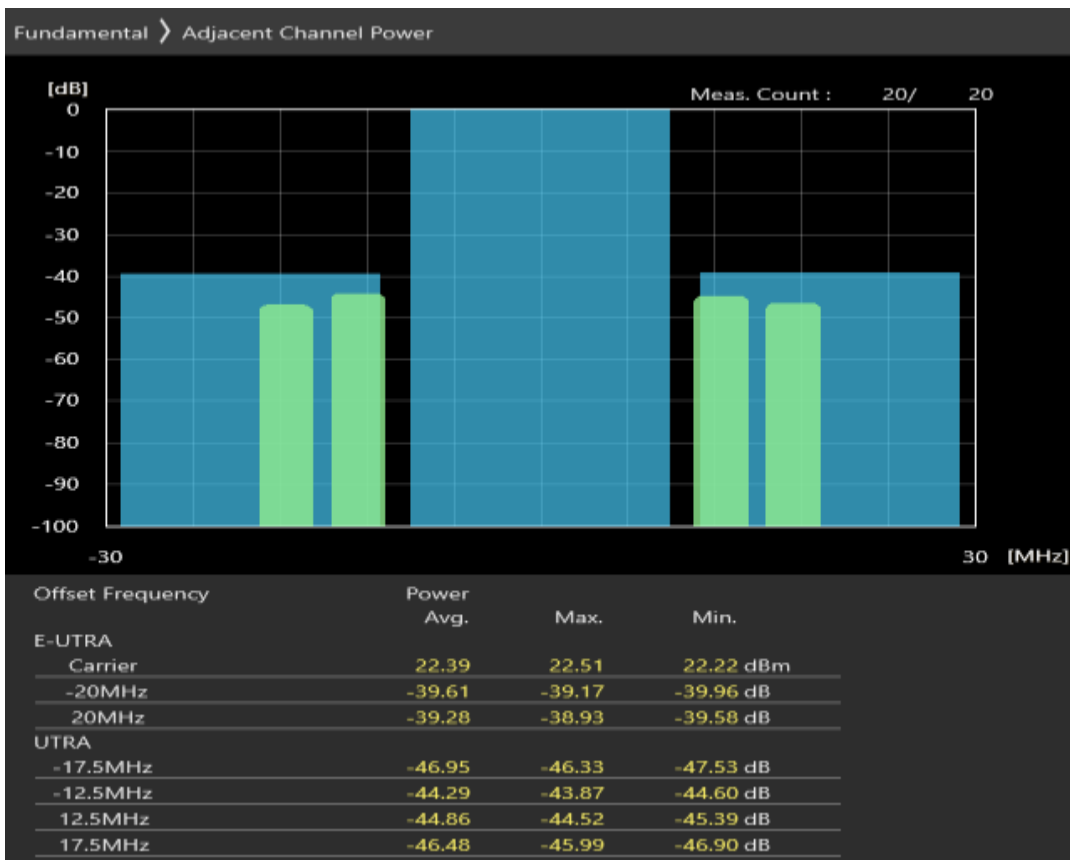 Fundamental 〉 Adjacent Channel Power
[dB]
Meas. Count : 20/ 20
0
-10
-20
-30
-40
-50
-60
-70
-80
-90
-100
-30 30 [MHz]
Offset Frequency Power
Avg. Max. Min.
E-UTRA
Carrier 22.39 22.51 22.22 dBm
-20MHz -39.61 -39.17 -39.96 dB
20MHz -39.28 -38.93 -39.58 dB
UTRA
-17.5MHz -46.95 -46.33 -47.53 dB
-12.5MHz -44.29 -43.87 -44.60 dB
12.5MHz -44.86 -44.52 -45.39 dB
17.5MHz -46.48 -45.99 -46.90 dB